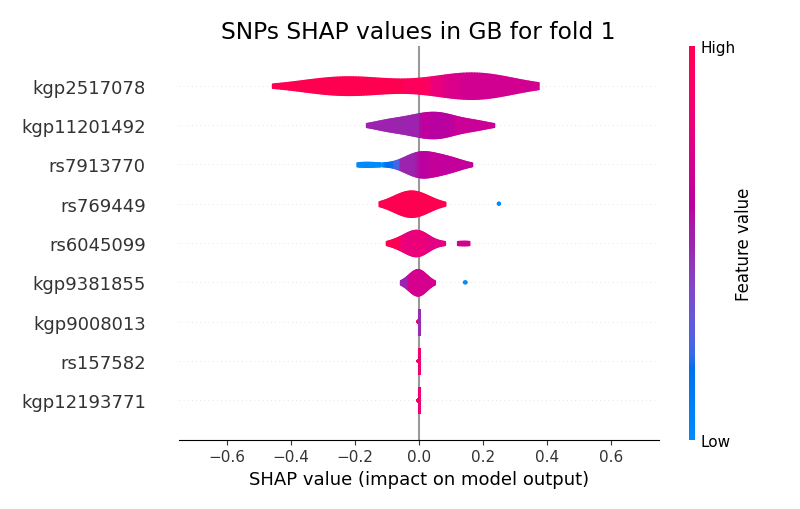 SNPs SHAP values in GB for fold 1
High
kgp2517078
kgp11201492
rs7913770
rs769449
rs6045099
kgp9381855
kgp9008013
rs157582
kgp12193771
Feature value
Low
−0.6 −0.4 −0.2 0.0 0.2 0.4 0.6
SHAP value (impact on model output)